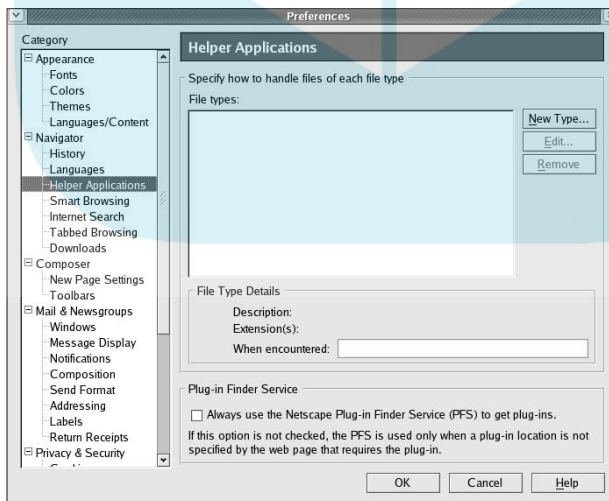 Preferences
Category
Appearance
Fonts
Colors
Themes
Languages/Content
Navigator
History
Languages
Helper Applications
Smart Browsing
Internet Search
Tabbed Browsing
Downloads
Composer
New Page Settings
Toolbars
Mail & Newsgroups
Windows
Message Display
Notifications
Composition
Send Format
Addressing
Labels
Return Receipts
Privacy & Security
Helper Applications
Specify how to handle files of each file type
File types:
New Type...
Edit...
Remove
File Type Details
Description:
Extension(s):
When encountered:
Plug-in Finder Service
Always use the Netscape Plug-in Finder Service (PFS) to get plug-ins.
If this option is not checked, the PFS is used only when a plug-in location is not
specified by the web page that requires the plug-in.
OK
Cancel
Help